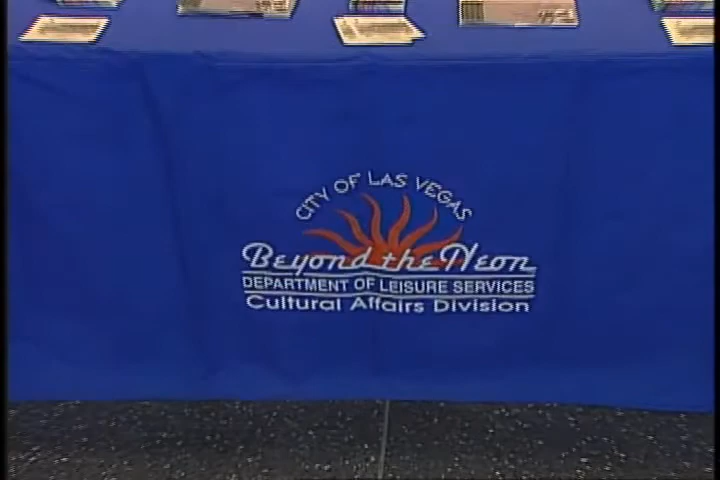 CITY OF LAS VEGAS
Beyond the Neon
DEPARTMENT OF LEISURE SERVICES
Cultural Affairs Division